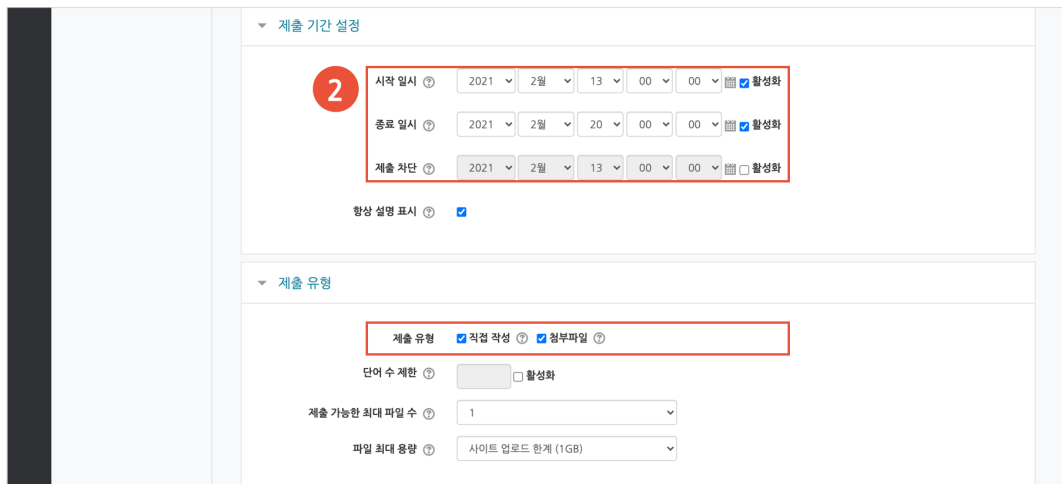 제출 기간 설정
2
시작 일시 2021 2월 13 00 00 활성화
종료 일시 2021 2월 20 00 00 활성화
제출 차단 2021 2월 13 00 00 활성화
항상 설명 표시
제출 유형
제출 유형 직접 작성 첨부파일
단어 수 제한 활성화
제출 가능한 최대 파일 수 1
파일 최대 용량 사이트 업로드 한계 (1GB)